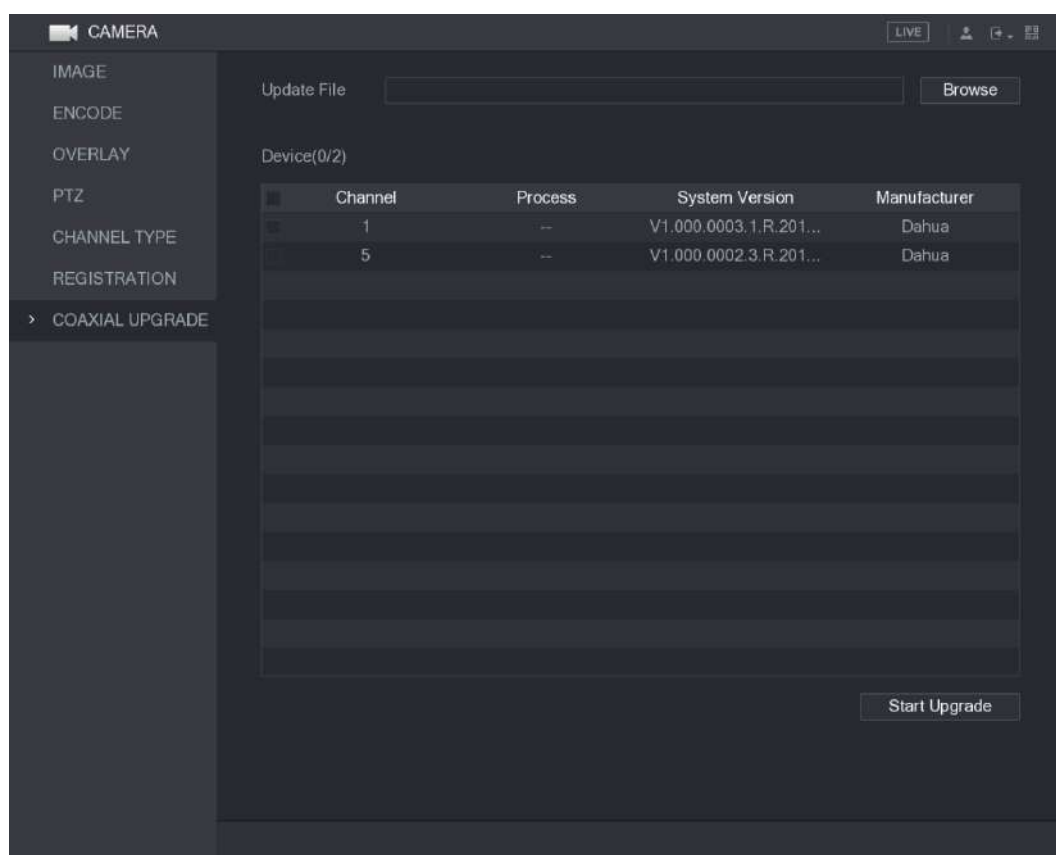 CAMERA
LIVE
IMAGE
ENCODE
OVERLAY
PTZ
CHANNEL TYPE
REGISTRATION
COAXIAL UPGRADE
Update File
Browse
Device(0/2)
Channel Process System Version Manufacturer
1 -- V1.000.0003.1.R.201... Dahua
5 -- V1.000.0002.3.R.201... Dahua
Start Upgrade